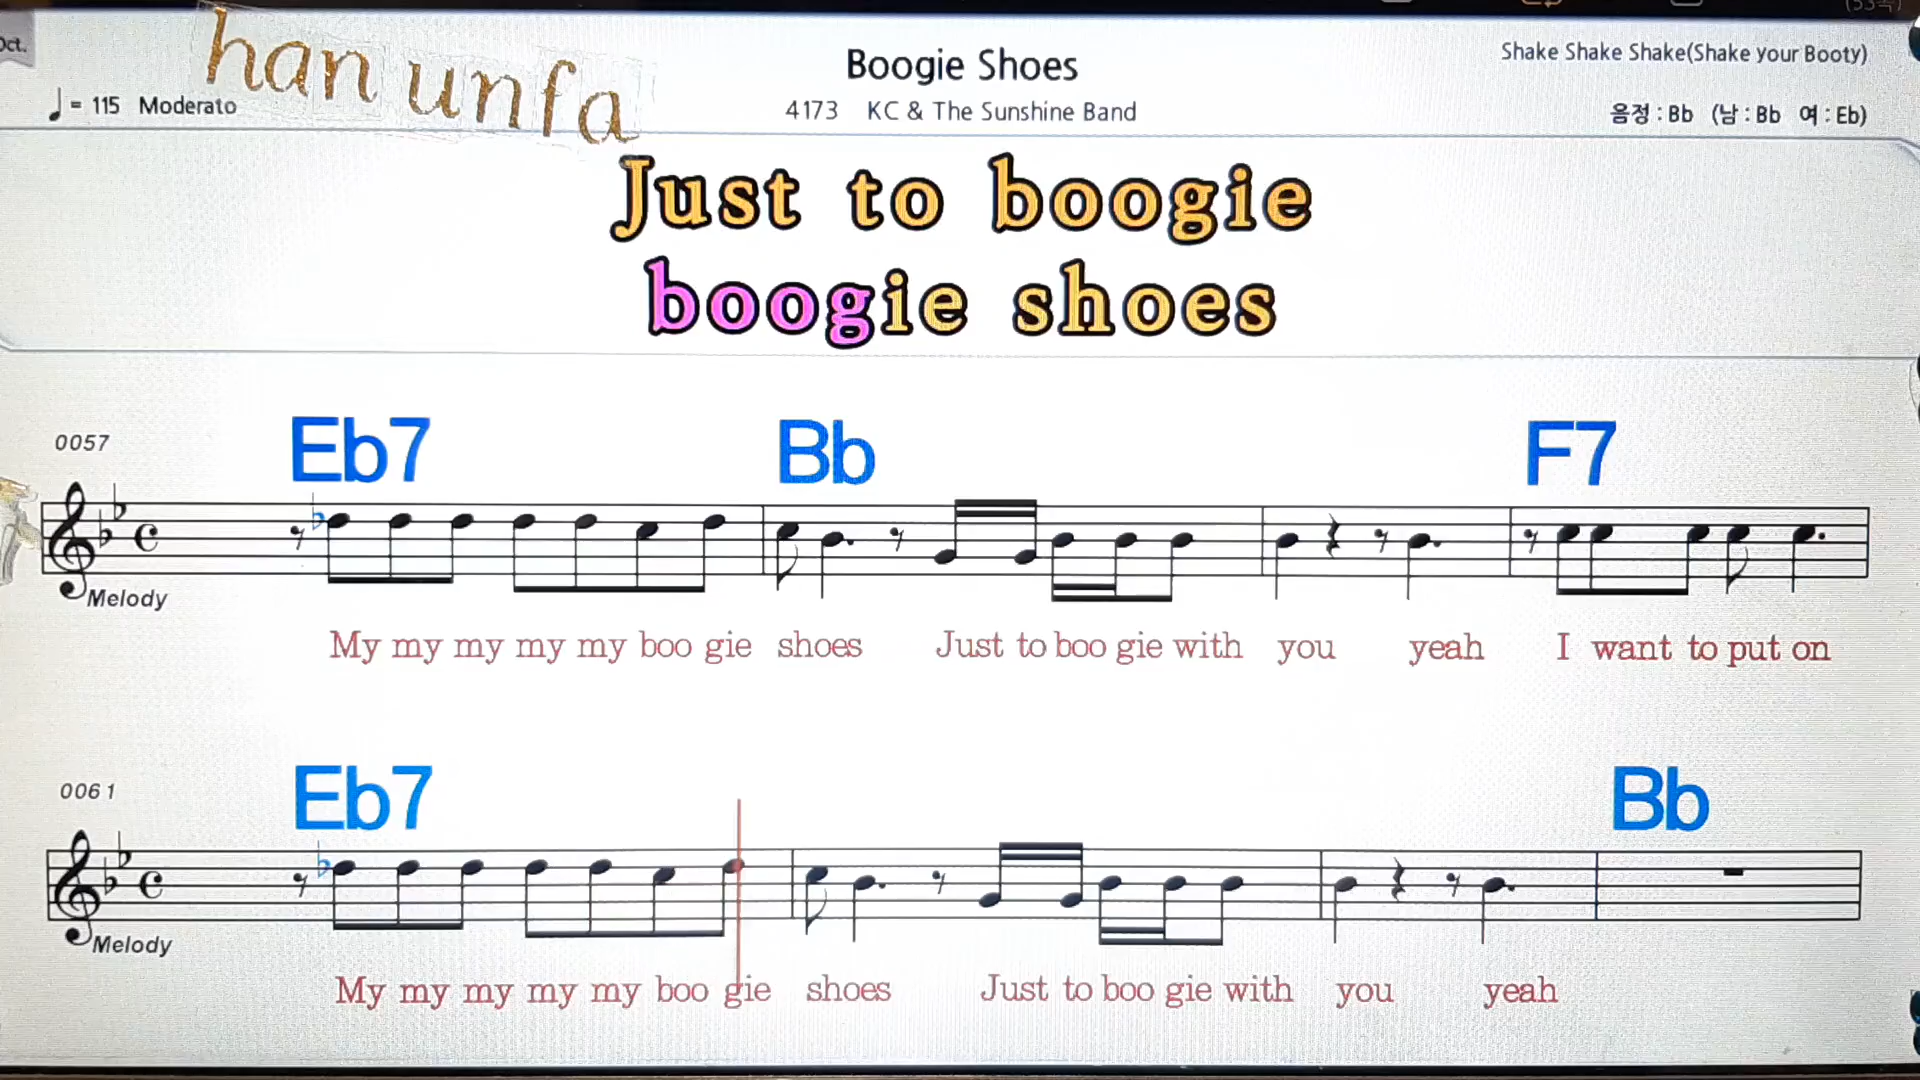 Oct.
han unfa
♩ = 115 Moderato
Boogie Shoes
4173 KC & The Sunshine Band
Shake Shake Shake(Shake your Booty)
음정 : Bb (남 : Bb 여 : Eb)
Just to boogie
boogie shoes
0057
Eb7 Bb F7
Melody
My my my my my boo gie shoes Just to boo gie with you yeah I want to put on
0061
Eb7 Bb
Melody
My my my my my boo gie shoes Just to boo gie with you yeah